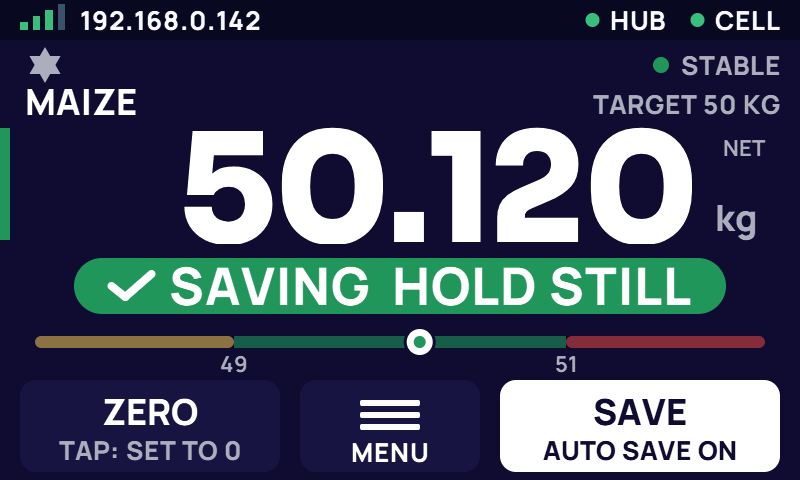 192.168.0.142
HUB
CELL
MAIZE
STABLE
TARGET 50 KG
50.120
NET
kg
SAVING HOLD STILL
49
51
ZERO
TAP: SET TO 0
MENU
SAVE
AUTO SAVE ON